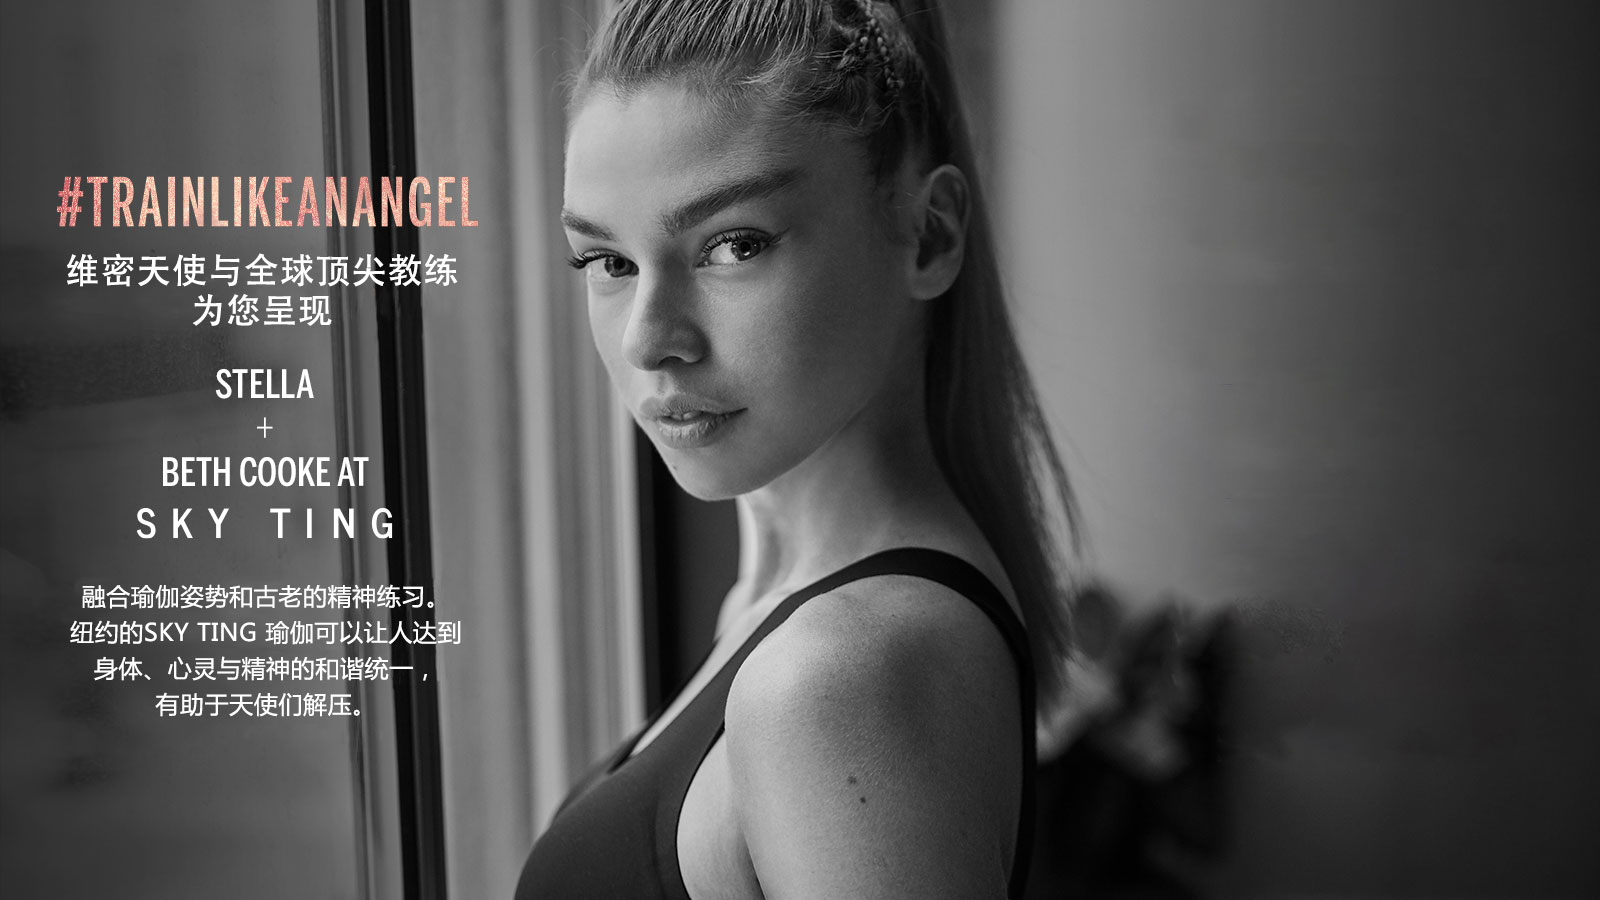 #TRAINLIKEANANGEL
维密天使与全球顶尖教练
为您呈现
STELLA
+
BETH COOKE AT
SKY TING
融合瑜伽姿势和古老的精神练习。
纽约的SKY TING 瑜伽可以让人达到
身体、心灵与精神的和谐统一，
有助于天使们解压。